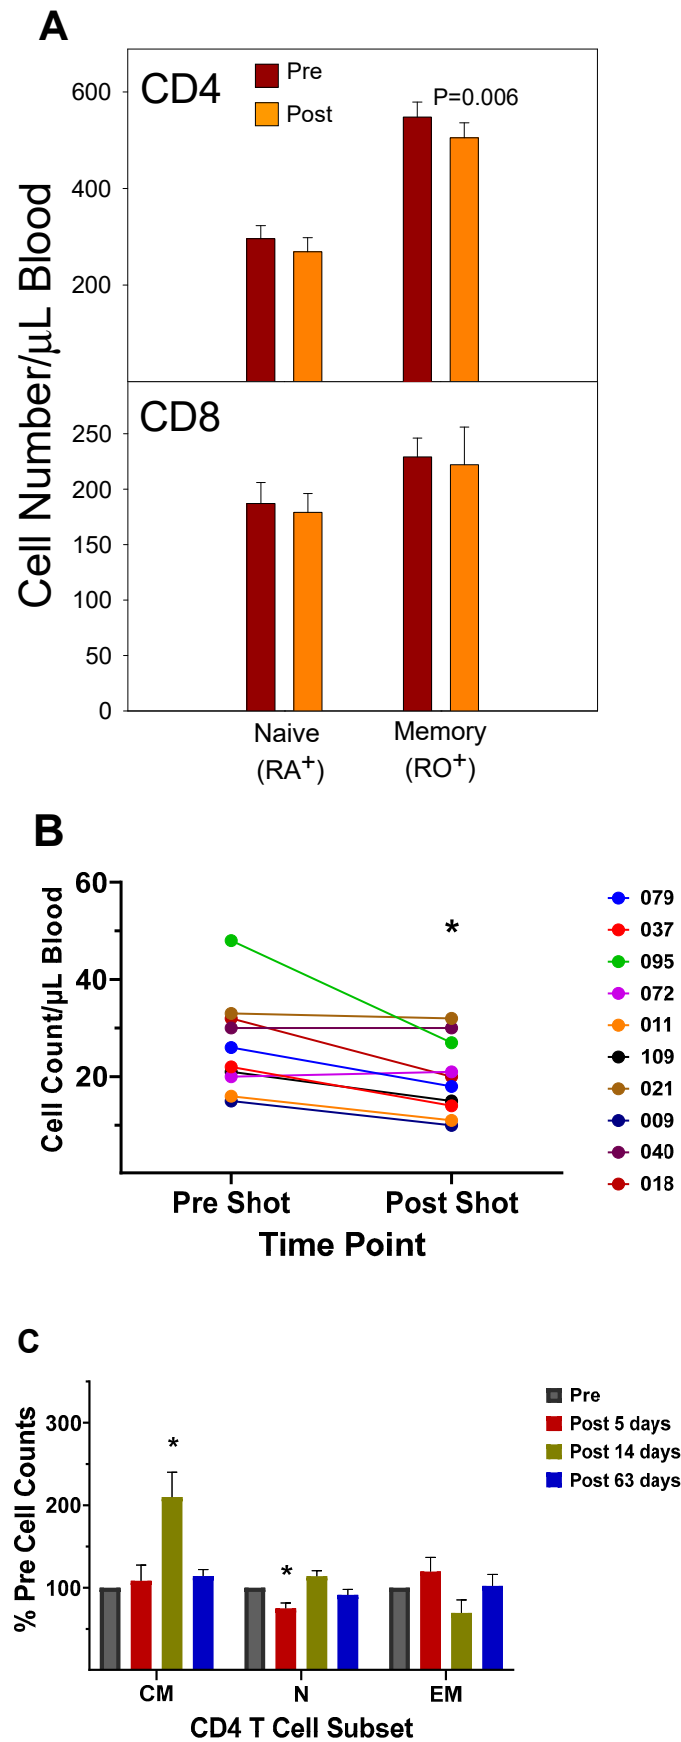 A
CD4
Pre
Post
P=0.006
600
400
200
Cell Number/μL Blood
CD8
250
200
150
100
50
0
Naive
(RA+)
Memory
(RO+)
B
60
40
20
Cell Count/μL Blood
*
Pre Shot
Post Shot
Time Point
079
037
095
072
011
109
021
009
040
018
C
300
200
100
% Pre Cell Counts
*
*
Pre
Post 5 days
Post 14 days
Post 63 days
CM
N
EM
CD4 T Cell Subset